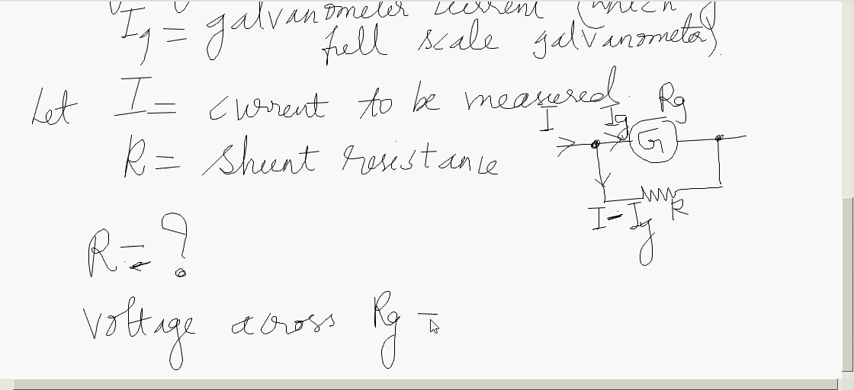 Ig = galvanometer current (which
full scale galvanometer)
Let I = current to be measured.
R = Shunt resistance
Rg
I Ig G
I-Ig R
R = ?
Voltage across Rg =